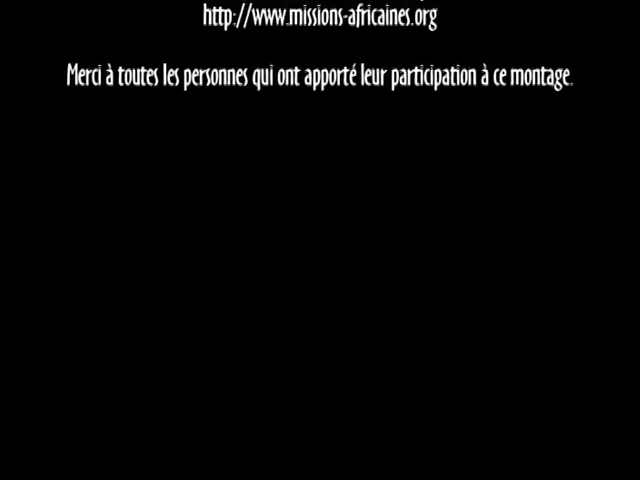 http://www.missions-africaines.org
Merci à toutes les personnes qui ont apporté leur participation à ce montage.